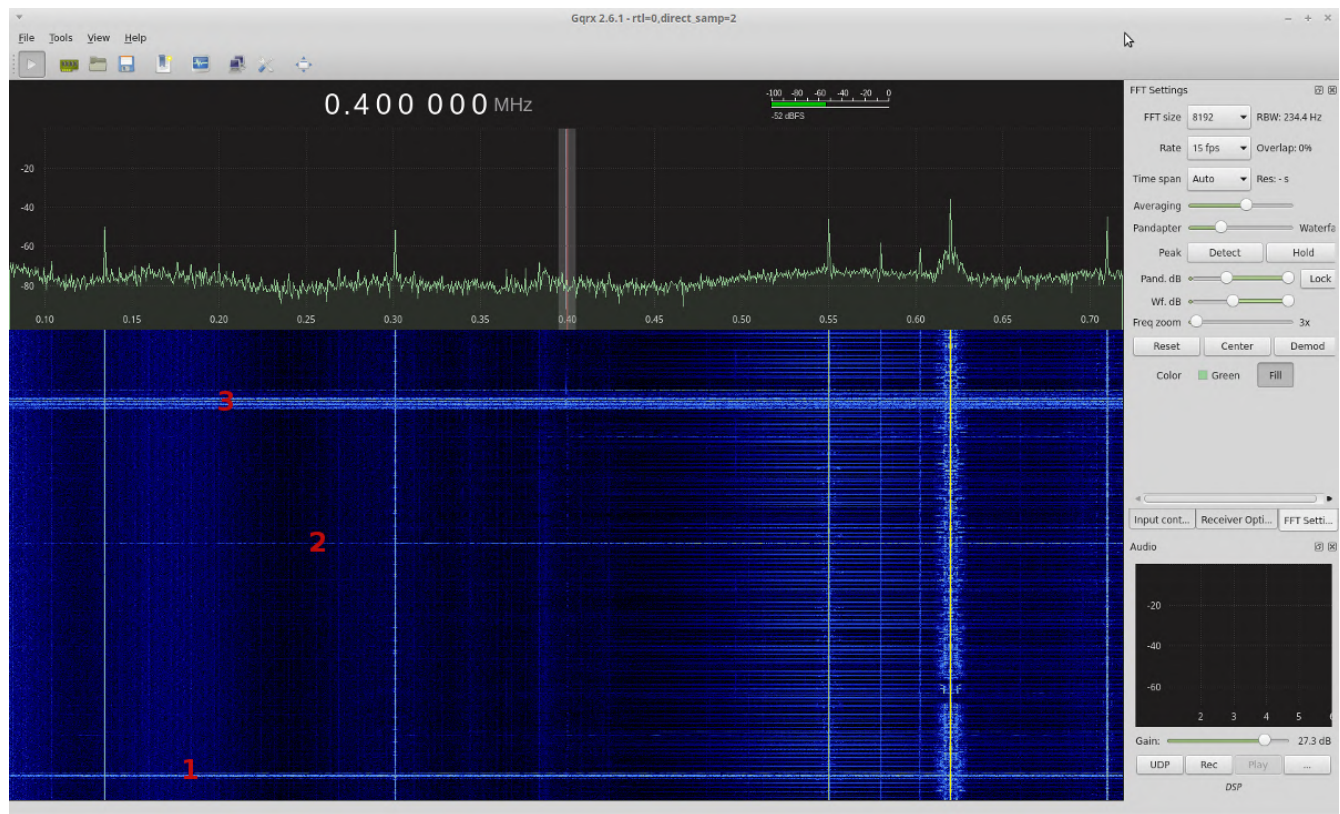 Gqrx 2.6.1 - rtl=0,direct_samp=2
File Tools View Help
0.400 000 MHz
-100 -80 -60 -40 -20 0
-52 dBFS
-20
-40
-60
-80
0.10 0.15 0.20 0.25 0.30 0.35 0.40 0.45 0.50 0.55 0.60 0.65 0.70
3
2
1
FFT Settings
FFT size 8192 RBW: 234.4 Hz
Rate 15 fps Overlap: 0%
Time span Auto Res: - s
Averaging
Pandapter Waterfa
Peak Detect Hold
Pand. dB Lock
Wf. dB
Freq zoom 3x
Reset Center Demod
Color Green Fill
Input cont... Receiver Opti... FFT Setti...
Audio
-20
-40
-60
2 3 4 5
Gain: 27.3 dB
UDP Rec Play ...
DSP